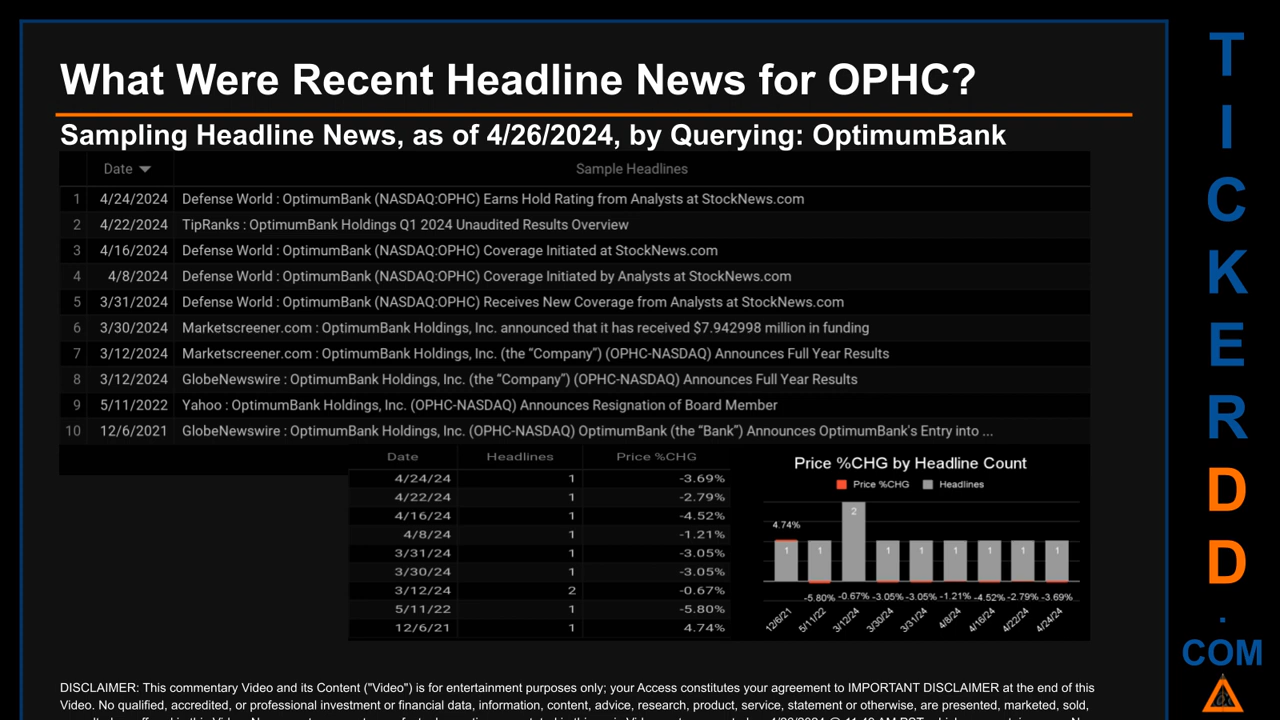 What Were Recent Headline News for OPHC?
Sampling Headline News, as of 4/26/2024, by Querying: OptimumBank
Date Sample Headlines
1 4/24/2024 Defense World : OptimumBank (NASDAQ:OPHC) Earns Hold Rating from Analysts at StockNews.com
2 4/22/2024 TipRanks : OptimumBank Holdings Q1 2024 Unaudited Results Overview
3 4/16/2024 Defense World : OptimumBank (NASDAQ:OPHC) Coverage Initiated at StockNews.com
4 4/8/2024 Defense World : OptimumBank (NASDAQ:OPHC) Coverage Initiated by Analysts at StockNews.com
5 3/31/2024 Defense World : OptimumBank (NASDAQ:OPHC) Receives New Coverage from Analysts at StockNews.com
6 3/30/2024 Marketscreener.com : OptimumBank Holdings, Inc. announced that it has received $7.942998 million in funding
7 3/12/2024 Marketscreener.com : OptimumBank Holdings, Inc. (the “Company”) (OPHC-NASDAQ) Announces Full Year Results
8 3/12/2024 GlobeNewswire : OptimumBank Holdings, Inc. (the “Company”) (OPHC-NASDAQ) Announces Full Year Results
9 5/11/2022 Yahoo : OptimumBank Holdings, Inc. (OPHC-NASDAQ) Announces Resignation of Board Member
10 12/6/2021 GlobeNewswire : OptimumBank Holdings, Inc. (OPHC-NASDAQ) OptimumBank (the “Bank”) Announces OptimumBank's Entry into ...
Date Headlines Price %CHG
4/24/24 1 -3.69%
4/22/24 1 -2.79%
4/16/24 1 -4.52%
4/8/24 1 -1.21%
3/31/24 1 -3.05%
3/30/24 1 -3.05%
3/12/24 2 -0.67%
5/11/22 1 -5.80%
12/6/21 1 4.74%
Price %CHG by Headline Count
Price %CHG Headlines
4.74%
1 1 2 1 1 1 1 1 1
-5.80% -0.67% -3.05% -3.05% -1.21% -4.52% -2.79% -3.69%
12/6/21 5/11/22 3/12/24 3/30/24 3/31/24 4/8/24 4/16/24 4/22/24 4/24/24
DISCLAIMER: This commentary Video and its Content ("Video") is for entertainment purposes only; your Access constitutes your agreement to IMPORTANT DISCLAIMER at the end of this
Video. No qualified, accredited, or professional investment or financial data, information, content, advice, research, product, service, statement or otherwise, are presented, marketed, sold,
T
I
C
K
E
R
D
D
.
COM